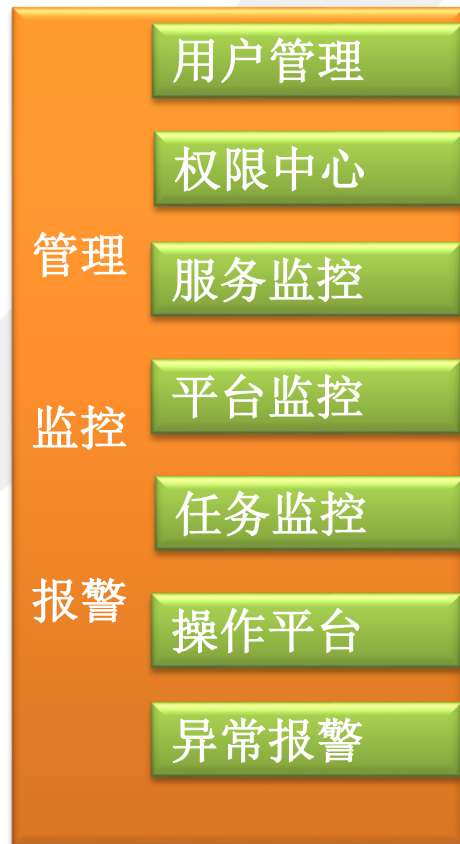 管理
监控
报警
用户管理
权限中心
服务监控
平台监控
任务监控
操作平台
异常报警